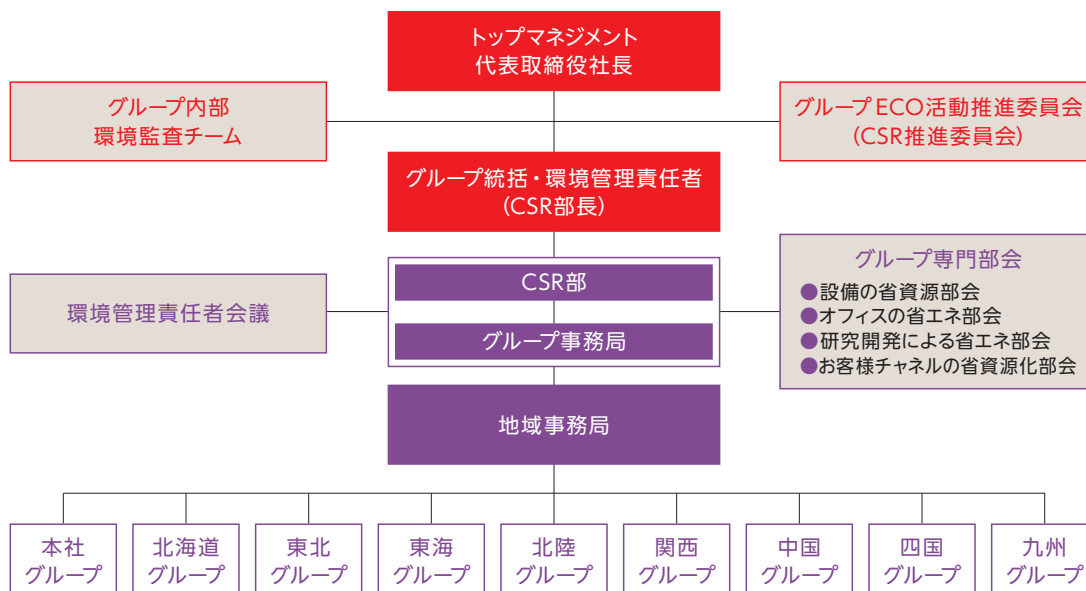 トップマネジメント
代表取締役社長
グループ内部
環境監査チーム
グループECO活動推進委員会
(CSR推進委員会)
グループ統括・環境管理責任者
(CSR部長)
環境管理責任者会議
CSR部
グループ事務局
グループ専門部会
●設備の省資源部会
●オフィスの省エネ部会
●研究開発による省エネ部会
●お客様チャネルの省資源化部会
地域事務局
本社
グループ
北海道
グループ
東北
グループ
東海
グループ
北陸
グループ
関西
グループ
中国
グループ
四国
グループ
九州
グループ